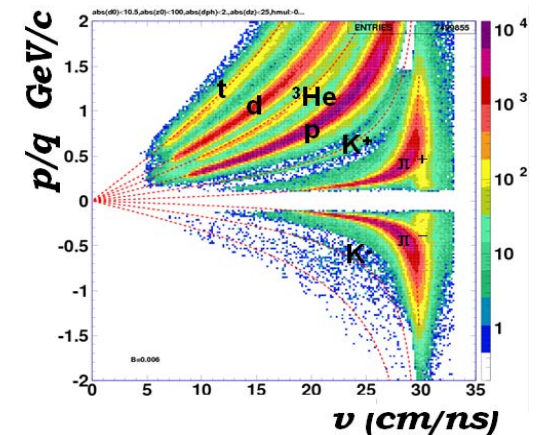 abs(d0)<10.5,abs(z0)<100,abs(dph)<2.,abs(dz)<25,hmul>0...
p/q GeV/c
2
1.5
1
0.5
0
-0.5
-1
-1.5
-2
ENTRIES
t
d
³He
p
K⁺
π⁺
π⁻
K⁻
B=0.006
0 5 10 15 20 25 30 35
υ (cm/ns)
10⁴
10³
10²
10
1